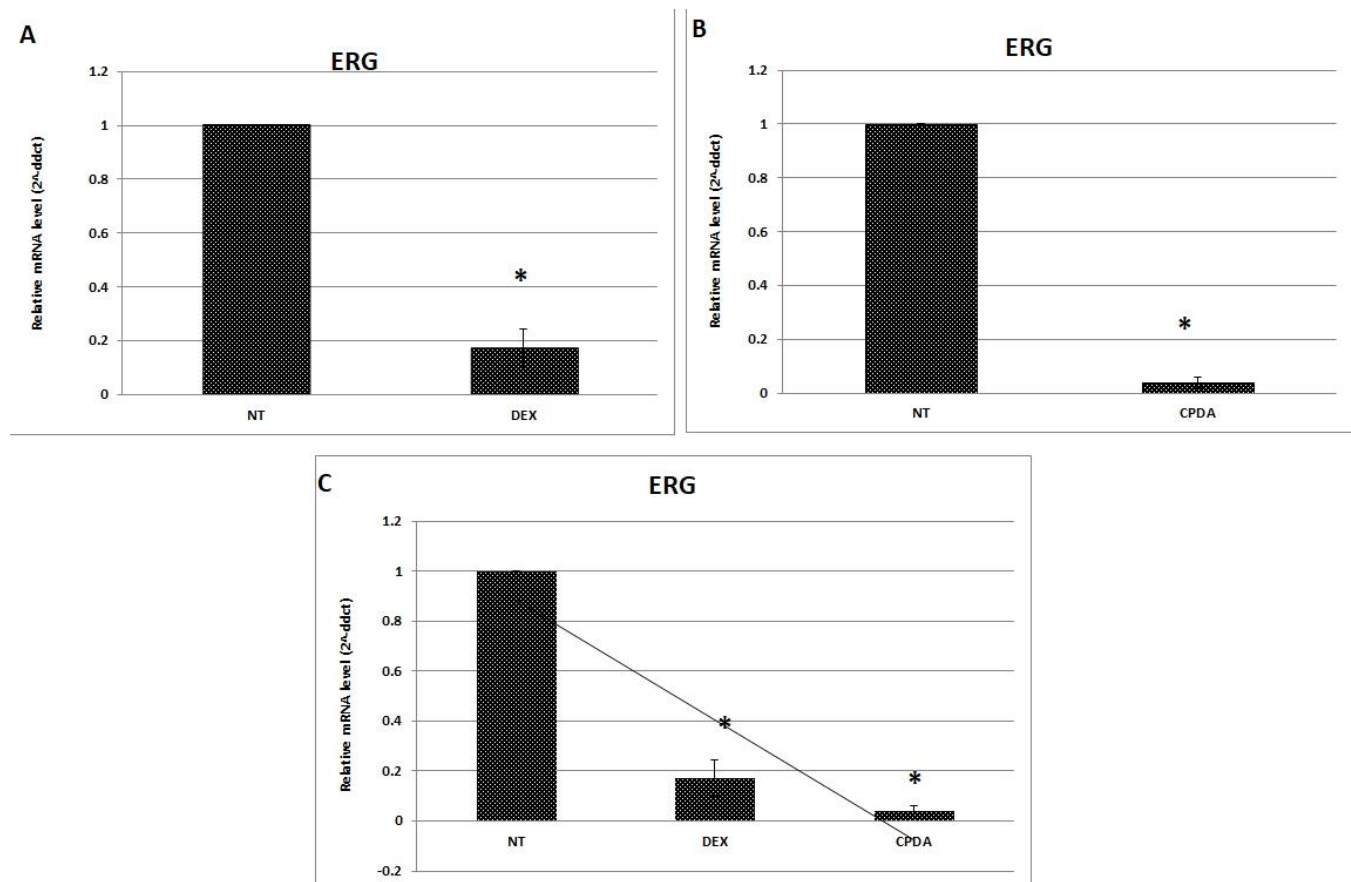 A
ERG
1.2
1
0.8
0.6
0.4
0.2
0
Relative mRNA level (2^-ddct)
*
NT
DEX
B
ERG
1.2
1
0.8
0.6
0.4
0.2
0
Relative mRNA level (2^-ddct)
*
NT
CPDA
C
ERG
1.2
1
0.8
0.6
0.4
0.2
0
-0.2
Relative mRNA level (2^-ddct)
*
*
NT
DEX
CPDA